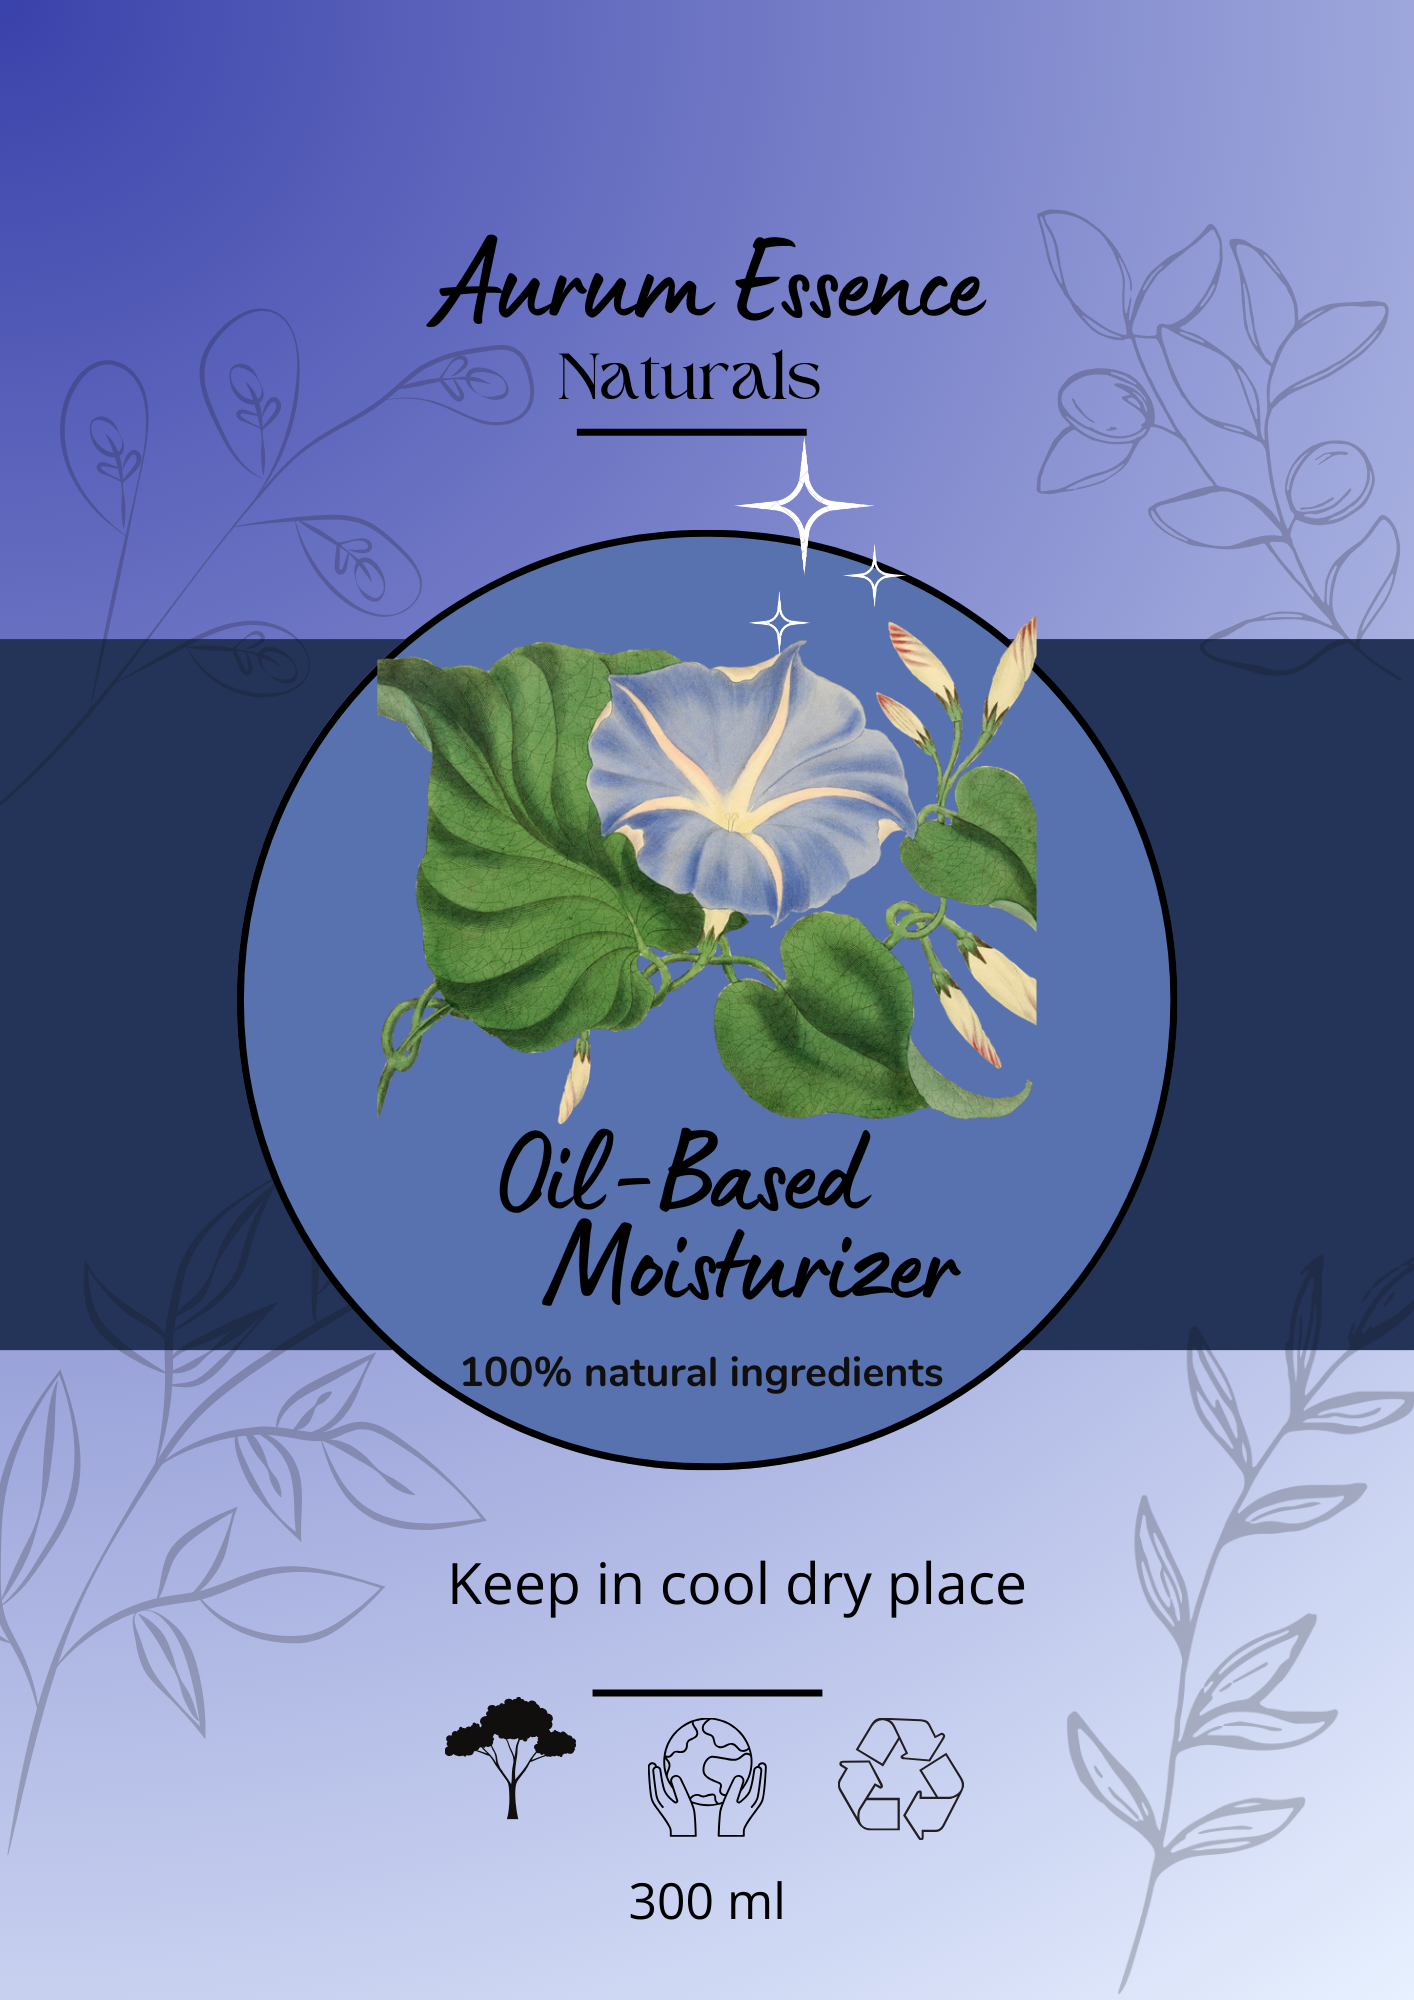 Aurum Essence
Naturals
Oil-Based
Moisturizer
100% natural ingredients
Keep in cool dry place
300 ml